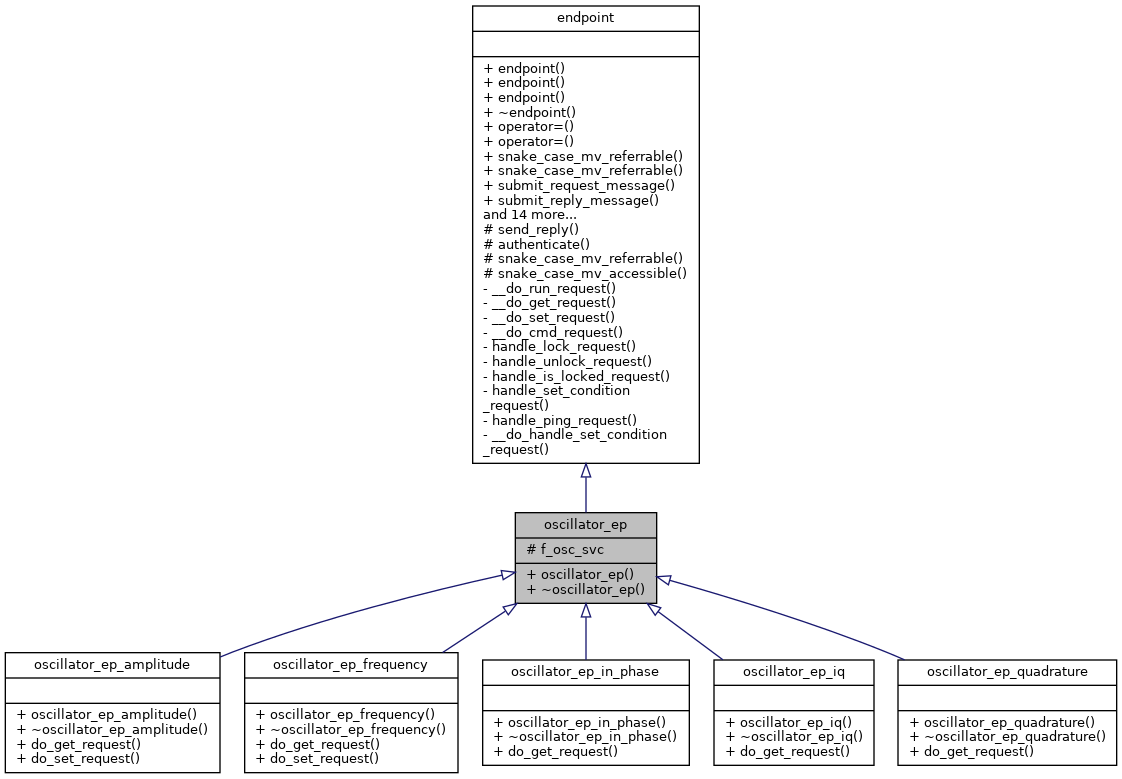 endpoint
+ endpoint()
+ endpoint()
+ endpoint()
+ ~endpoint()
+ operator=()
+ operator=()
+ snake_case_mv_referrable()
+ snake_case_mv_referrable()
+ submit_request_message()
+ submit_reply_message()
and 14 more...
# send_reply()
# authenticate()
# snake_case_mv_referrable()
# snake_case_mv_accessible()
- __do_run_request()
- __do_get_request()
- __do_set_request()
- __do_cmd_request()
- handle_lock_request()
- handle_unlock_request()
- handle_is_locked_request()
- handle_set_condition
_request()
- handle_ping_request()
- __do_handle_set_condition
_request()
oscillator_ep
# f_osc_svc
+ oscillator_ep()
+ ~oscillator_ep()
oscillator_ep_amplitude
+ oscillator_ep_amplitude()
+ ~oscillator_ep_amplitude()
+ do_get_request()
+ do_set_request()
oscillator_ep_frequency
+ oscillator_ep_frequency()
+ ~oscillator_ep_frequency()
+ do_get_request()
+ do_set_request()
oscillator_ep_in_phase
+ oscillator_ep_in_phase()
+ ~oscillator_ep_in_phase()
+ do_get_request()
oscillator_ep_iq
+ oscillator_ep_iq()
+ ~oscillator_ep_iq()
+ do_get_request()
oscillator_ep_quadrature
+ oscillator_ep_quadrature()
+ ~oscillator_ep_quadrature()
+ do_get_request()